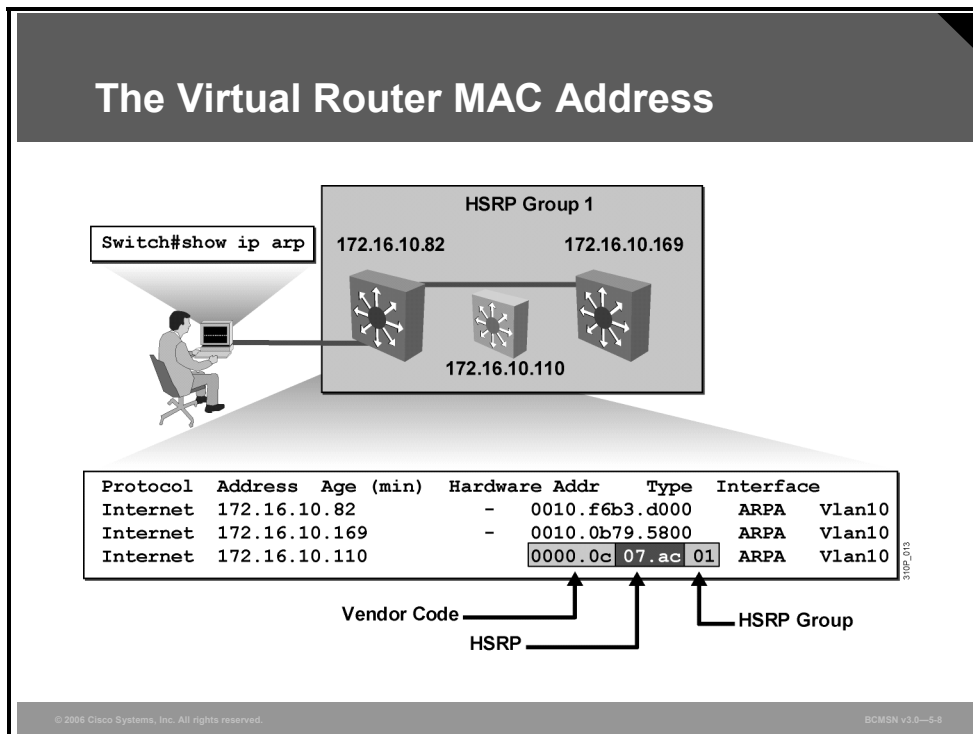 The Virtual Router MAC Address
HSRP Group 1
Switch#show ip arp
172.16.10.82
172.16.10.169
172.16.10.110
Protocol Address Age (min) Hardware Addr Type Interface
Internet 172.16.10.82 - 0010.f6b3.d000 ARPA Vlan10
Internet 172.16.10.169 - 0010.0b79.5800 ARPA Vlan10
Internet 172.16.10.110 0000.0c 07.ac 01 ARPA Vlan10
310P_013
Vendor Code
HSRP Group
HSRP
© 2006 Cisco Systems, Inc. All rights reserved.
BCMSN v3.0—5-8